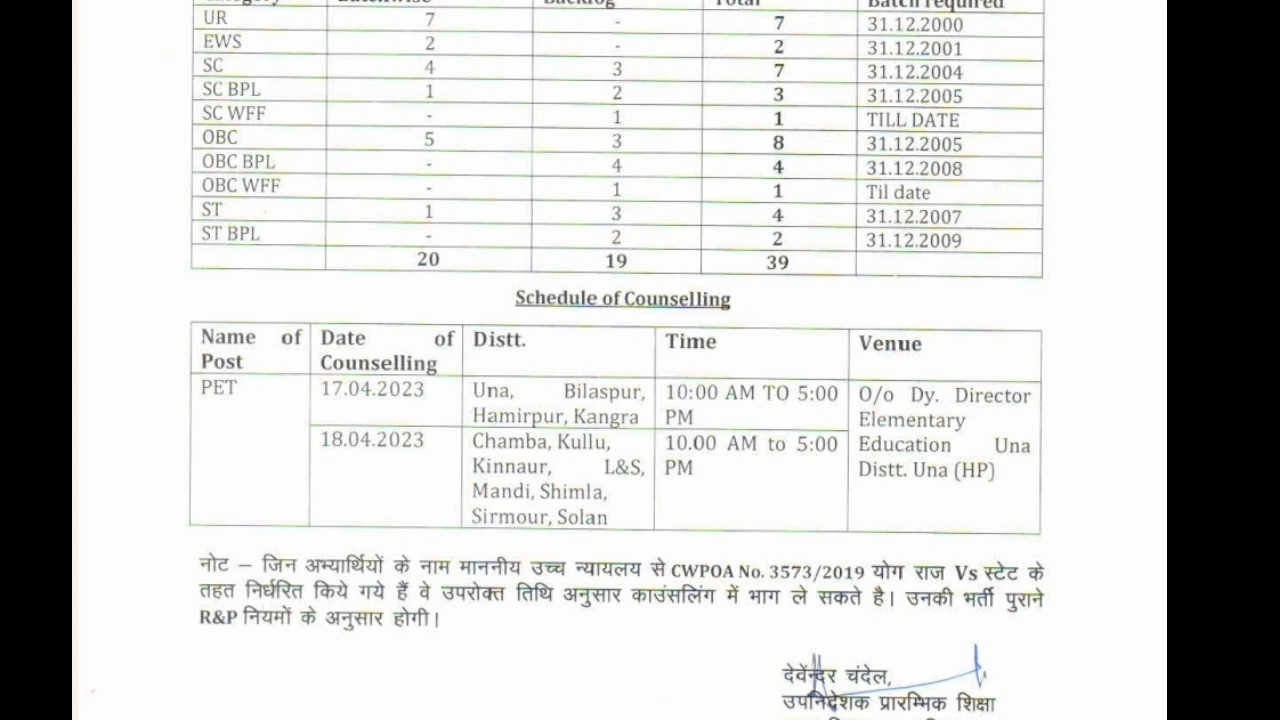 Category Batchwise Backlog Total Batch required
UR 7 - 7 31.12.2000
EWS 2 - 2 31.12.2001
SC 4 3 7 31.12.2004
SC BPL 1 2 3 31.12.2005
SC WFF - 1 1 TILL DATE
OBC 5 3 8 31.12.2005
OBC BPL - 4 4 31.12.2008
OBC WFF - 1 1 Til date
ST 1 3 4 31.12.2007
ST BPL - 2 2 31.12.2009
20 19 39
Schedule of Counselling
Name of Post Date of Counselling Distt. Time Venue
PET 17.04.2023 Una, Bilaspur, 10:00 AM TO 5:00 O/o Dy. Director
Hamirpur, Kangra PM Elementary
18.04.2023 Chamba, Kullu, 10.00 AM to 5:00 Education Una
Kinnaur, L&S, PM Distt. Una (HP)
Mandi, Shimla,
Sirmour, Solan
नोट – जिन अभ्यार्थियों के नाम माननीय उच्च न्यायलय से CWPOA No. 3573/2019 योग राज Vs स्टेट के
तहत निर्धरित किये गये हैं वे उपरोक्त तिथि अनुसार काउंसलिंग में भाग ले सकते है। उनकी भर्ती पुराने
R&P नियमों के अनुसार होगी।
देवेंन्दर चंदेल,
उपनिदेशक प्रारम्भिक शिक्षा